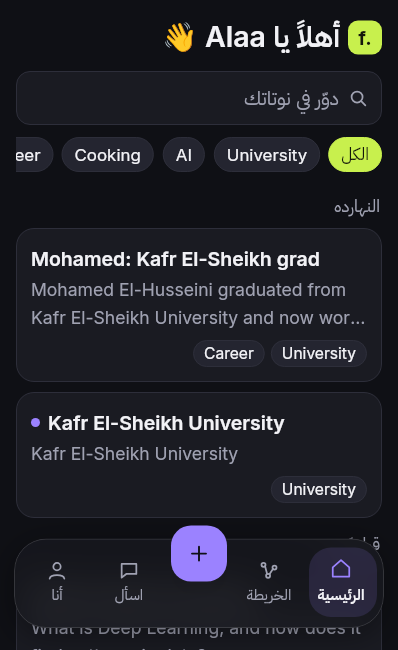 f.
أهلاً يا Alaa 👋
دوّر في نوتاتك
الكل University AI Cooking eer
النهارده
Mohamed: Kafr El-Sheikh grad
Mohamed El-Husseini graduated from
Kafr El-Sheikh University and now wor...
University Career
Kafr El-Sheikh University
Kafr El-Sheikh University
University
الرئيسية الخريطة + اسأل أنا
What is Deep Learning, and how does it